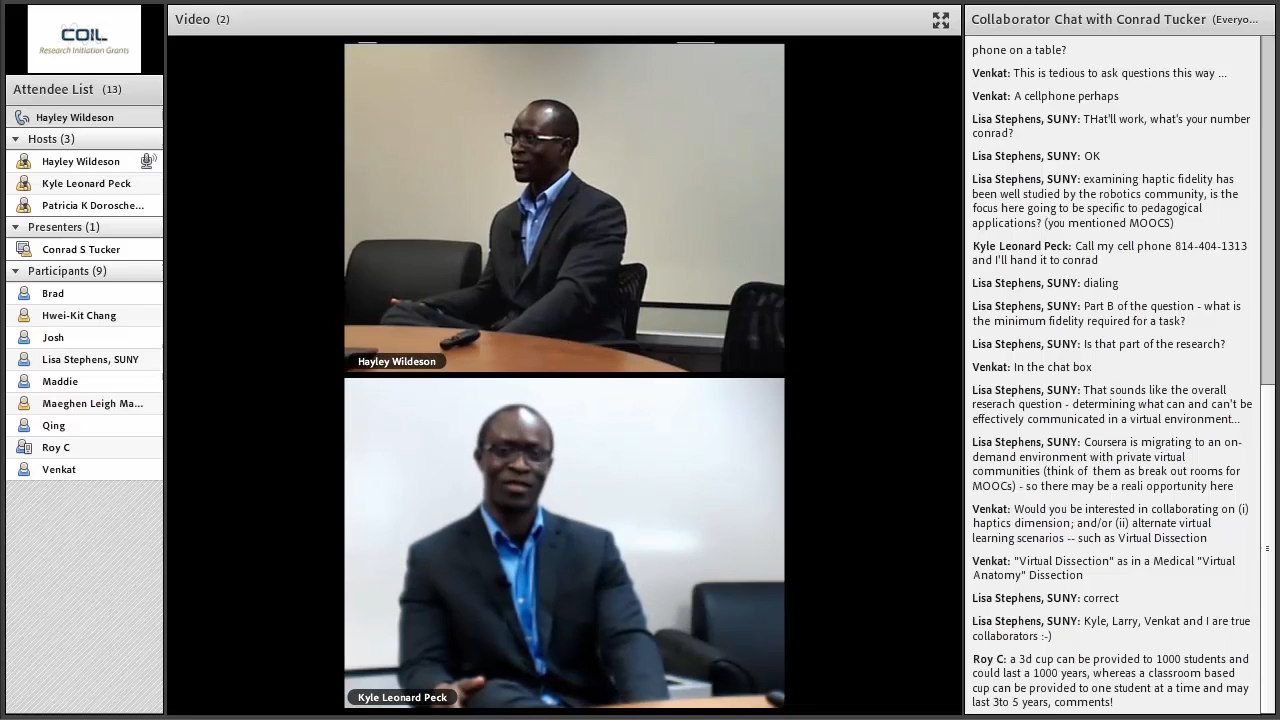 COIL
Research Initiation Grants
Attendee List (13)
Hayley Wildeson
Hosts (3)
Hayley Wildeson
Kyle Leonard Peck
Patricia K Dorosche...
Presenters (1)
Conrad S Tucker
Participants (9)
Brad
Hwei-Kit Chang
Josh
Lisa Stephens, SUNY
Maddie
Maeghen Leigh Ma...
Qing
Roy C
Venkat
Video (2)
Hayley Wildeson
Kyle Leonard Peck
Collaborator Chat with Conrad Tucker (Everyo...
phone on a table?
Venkat: This is tedious to ask questions this way ...
Venkat: A cellphone perhaps
Lisa Stephens, SUNY: THat'll work, what's your number
conrad?
Lisa Stephens, SUNY: OK
Lisa Stephens, SUNY: examining haptic fidelity has
been well studied by the robotics community, is the
focus here going to be specific to pedagogical
applications? (you mentioned MOOCS)
Kyle Leonard Peck: Call my cell phone 814-404-1313
and I'll hand it to conrad
Lisa Stephens, SUNY: dialing
Lisa Stephens, SUNY: Part B of the question - what is
the minimum fidelity required for a task?
Lisa Stephens, SUNY: Is that part of the research?
Venkat: In the chat box
Lisa Stephens, SUNY: That sounds like the overall
reserach question - determining what can and can't be
effectively communicated in a virtual environment...
Lisa Stephens, SUNY: Coursera is migrating to an on-
demand environment with private virtual
communities (think of them as break out rooms for
MOOCs) - so there may be a reali opportunity here
Venkat: Would you be interested in collaborating on (i)
haptics dimension; and/or (ii) alternate virtual
learning scenarios -- such as Virtual Dissection
Venkat: "Virtual Dissection" as in a Medical "Virtual
Anatomy" Dissection
Lisa Stephens, SUNY: correct
Lisa Stephens, SUNY: Kyle, Larry, Venkat and I are true
collaborators :-)
Roy C: a 3d cup can be provided to 1000 students and
could last a 1000 years, whereas a classroom based
cup can be provided to one student at a time and may
last 3to 5 years, comments!